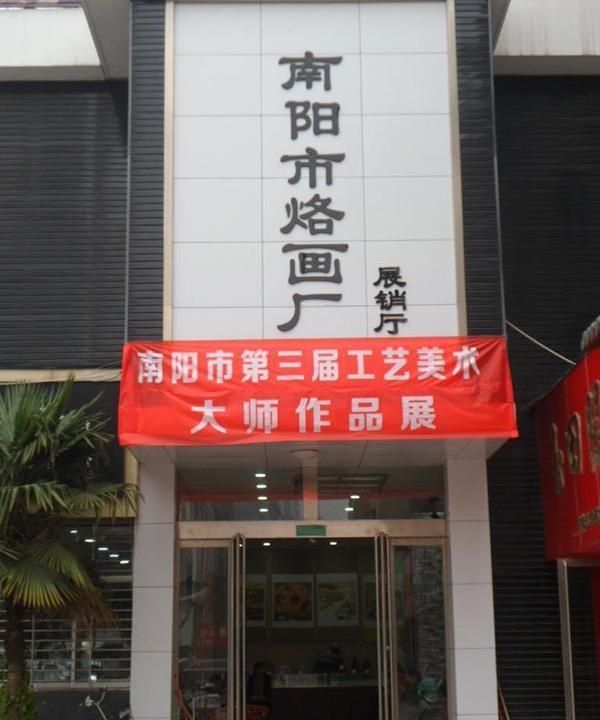 南阳市烙画厂
展销厅
南阳市第三届工艺美术
大师作品展